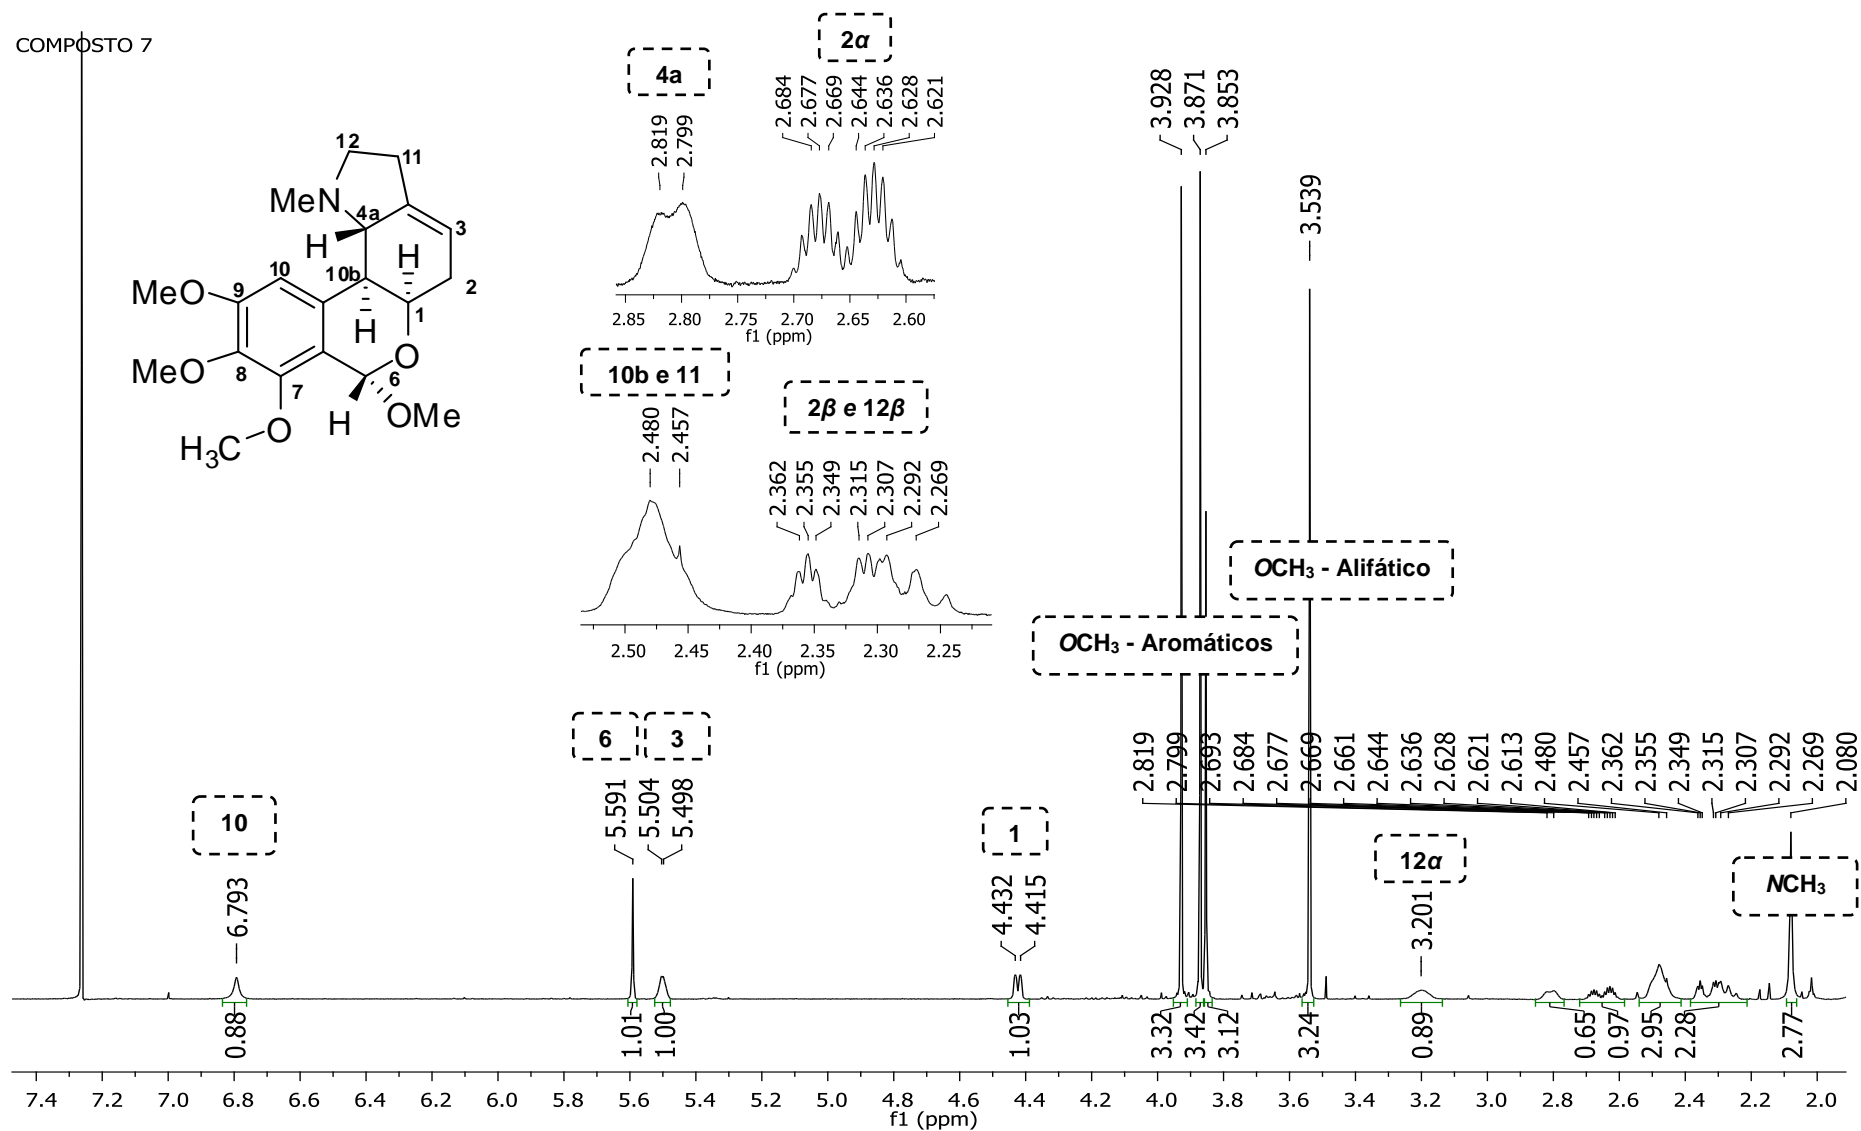 COMPOSTO 7
12
11
MeN
4a
3
H
H
10
10b
2
MeO
9
1
H
O
MeO
8
6
7
OMe
H
O
H3C
4a
2.819
2.799
2α
2.684
2.677
2.669
2.644
2.636
2.628
2.621
2.85 2.80 2.75 2.70 2.65 2.60
f1 (ppm)
10b e 11
2.480
2.457
2β e 12β
2.362
2.355
2.349
2.315
2.307
2.292
2.269
2.50 2.45 2.40 2.35 2.30 2.25
f1 (ppm)
3.928
3.871
3.853
3.539
OCH3 - Alifático
OCH3 - Aromáticos
6
3
5.591
5.504
5.498
10
6.793
1
4.432
4.415
12α
3.201
2.819
2.799
2.693
2.684
2.677
2.669
2.661
2.644
2.636
2.628
2.621
2.613
2.480
2.457
2.362
2.355
2.349
2.315
2.307
2.292
2.269
2.080
NCH3
0.88
1.01
1.00
1.03
3.32
3.42
3.12
3.24
0.89
0.65
0.97
2.95
2.28
2.77
7.4 7.2 7.0 6.8 6.6 6.4 6.2 6.0 5.8 5.6 5.4 5.2 5.0 4.8 4.6 4.4 4.2 4.0 3.8 3.6 3.4 3.2 3.0 2.8 2.6 2.4 2.2 2.0
f1 (ppm)